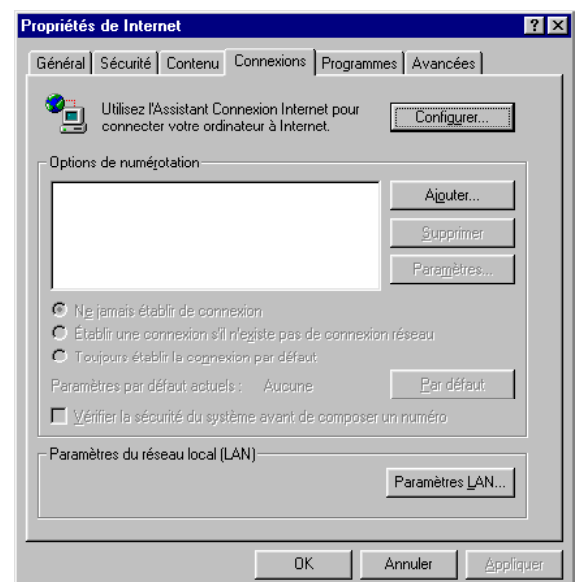 Propriétés de Internet
Général Sécurité Contenu Connexions Programmes Avancées
Utilisez l'Assistant Connexion Internet pour
connecter votre ordinateur à Internet.
Configurer...
Options de numérotation
Ajouter...
Supprimer
Paramètres...
Ne jamais établir de connexion
Établir une connexion s'il n'existe pas de connexion réseau
Toujours établir la connexion par défaut
Paramètres par défaut actuels : Aucune Par défaut
Vérifier la sécurité du système avant de composer un numéro
Paramètres du réseau local (LAN)
Paramètres LAN...
OK Annuler Appliquer